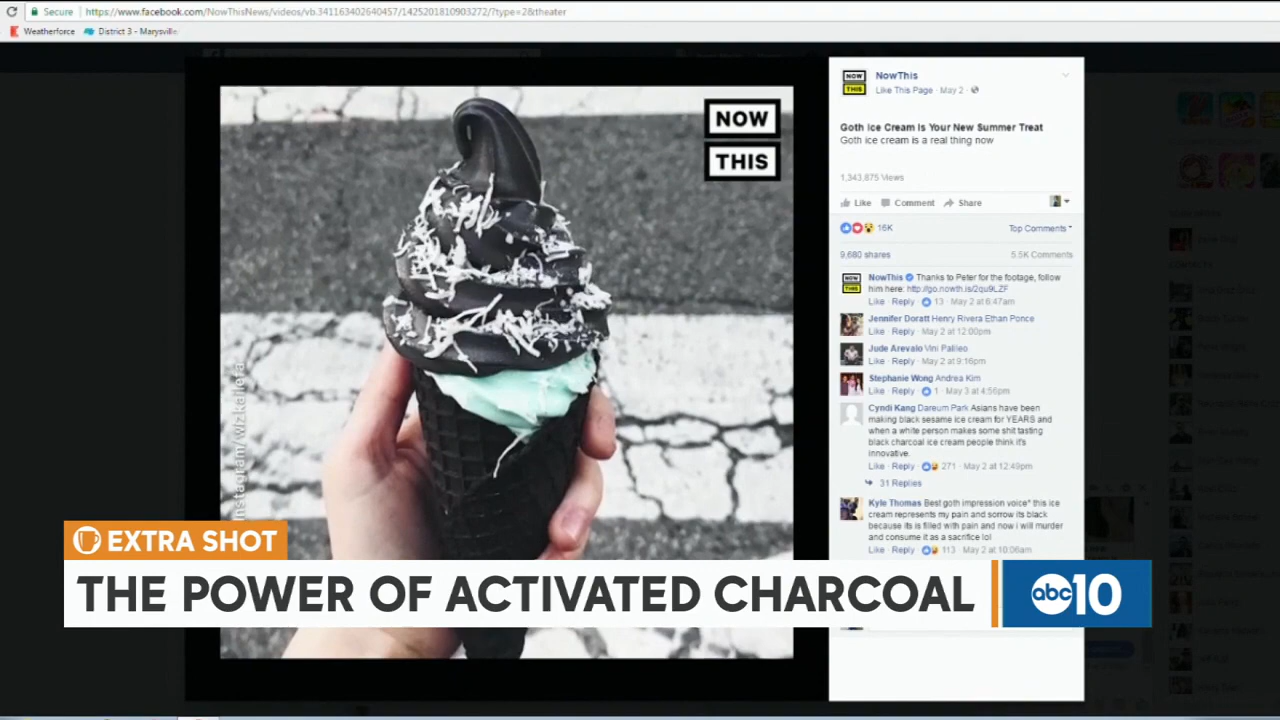 Secure
https://www.facebook.com/NowThisNews/videos/vb.341163402640457/1425201810903272/?type=2&theater
Weatherforce
District 3 - Marysville
NOW
THIS
instagram/wizkaileya
NOW
THIS
NowThis
Like This Page · May 2 ·
Goth Ice Cream Is Your New Summer Treat
Goth ice cream is a real thing now
1,343,875 Views
Like Comment Share
16K
Top Comments
9,680 shares
5.5K Comments
NowThis Thanks to Peter for the footage, follow
him here: http://go.nowth.is/2qu9LZF
Like · Reply · 13 · May 2 at 6:47am
Jennifer Doratt Henry Rivera Ethan Ponce
Like · Reply · May 2 at 12:00pm
Jude Arevalo Vini Palileo
Like · Reply · May 2 at 9:16pm
Stephanie Wong Andrea Kim
Like · Reply · 1 · May 3 at 4:56pm
Cyndi Kang Dareum Park Asians have been
making black sesame ice cream for YEARS and
when a white person makes some shit tasting
black charcoal ice cream people think it's
innovative.
Like · Reply · 271 · May 2 at 12:49pm
31 Replies
Kyle Thomas Best goth impression voice* this ice
cream represents my pain and sorrow its black
because its is filled with pain and now i will murder
and consume it as a sacrifice lol
Like · Reply · 113 · May 2 at 10:06am
EXTRA SHOT
THE POWER OF ACTIVATED CHARCOAL
abc10